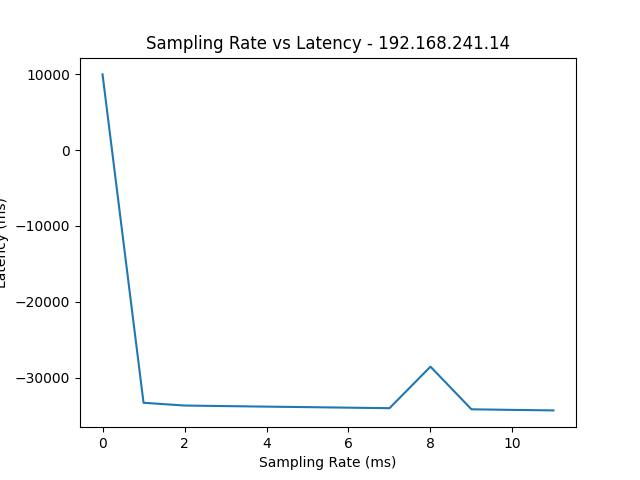 Sampling Rate vs Latency - 192.168.241.14
10000
0
−10000
−20000
−30000
Latency (ms)
0 2 4 6 8 10
Sampling Rate (ms)